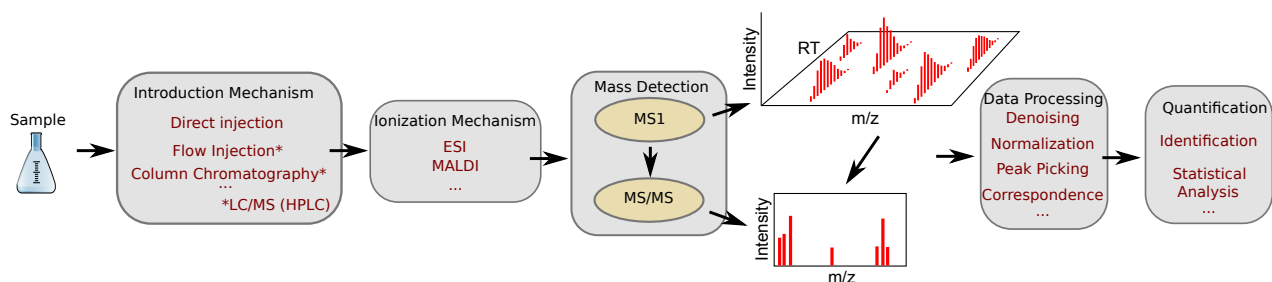 Sample
Introduction Mechanism
Direct injection
Flow Injection*
Column Chromatography*
...
*LC/MS (HPLC)
Ionization Mechanism
ESI
MALDI
...
Mass Detection
MS1
MS/MS
Intensity
RT
m/z
Intensity
m/z
Data Processing
Denoising
Normalization
Peak Picking
Correspondence
...
Quantification
Identification
Statistical
Analysis
...